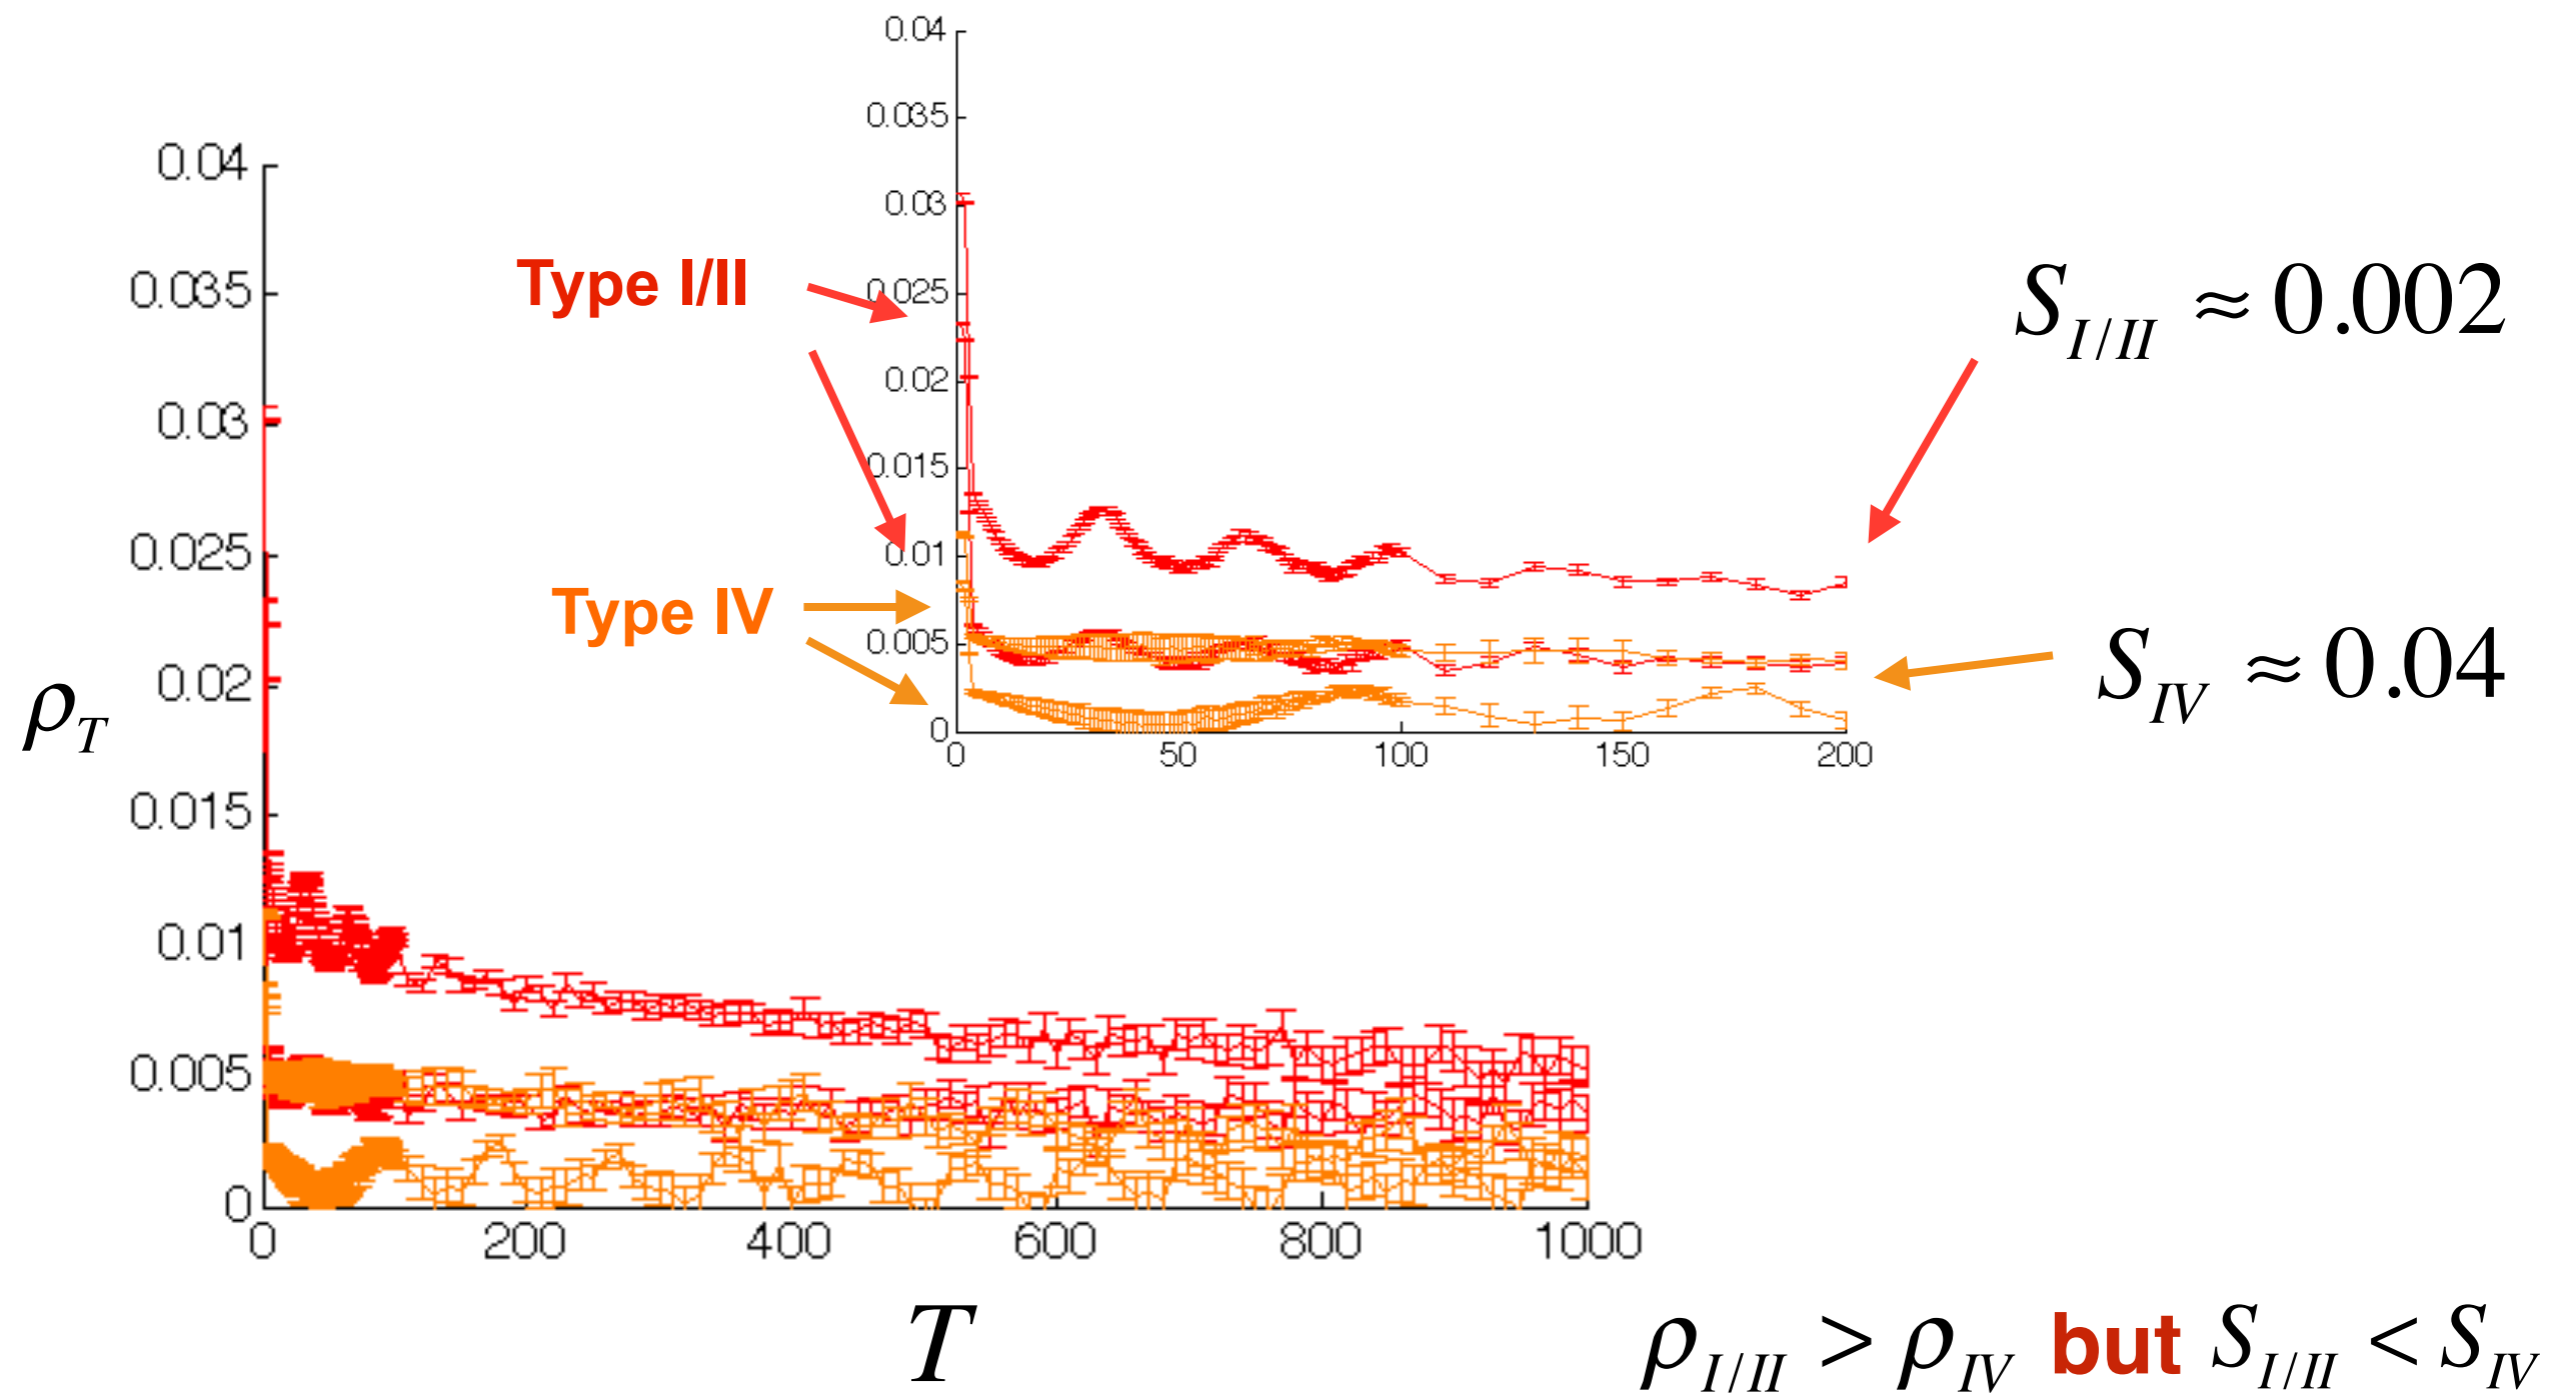 0.04
0.035
0.03
0.025
0.02
0.015
0.01
0.005
0
0 50 100 150 200
Type I/II
Type IV
S_{I/II} ≈ 0.002
S_{IV} ≈ 0.04
0.04
0.035
0.03
0.025
0.02
0.015
0.01
0.005
0
ρ_T
0 200 400 600 800 1000
T
ρ_{I/II} > ρ_{IV} but S_{I/II} < S_{IV}